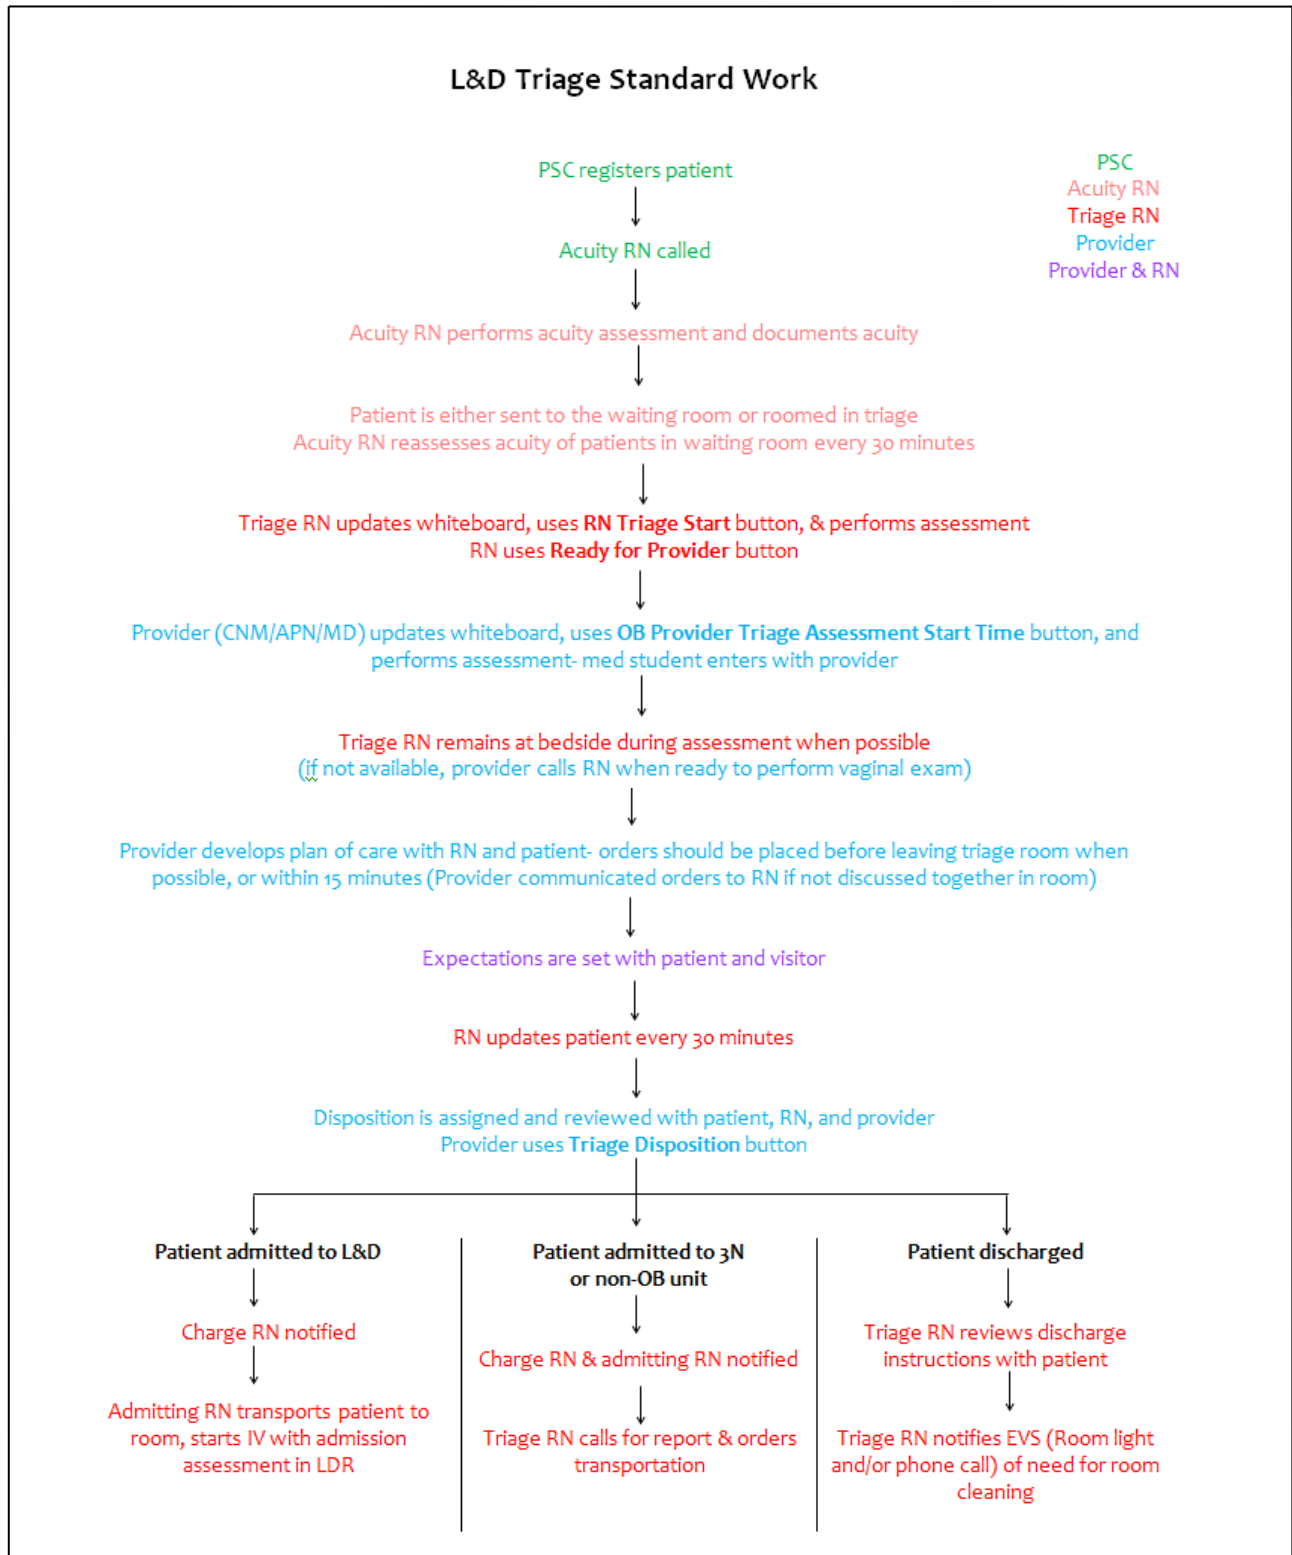 L&D Triage Standard Work
PSC registers patient
PSC
Acuity RN
Triage RN
Provider
Provider & RN
Acuity RN called
Acuity RN performs acuity assessment and documents acuity
Patient is either sent to the waiting room or roomed in triage
Acuity RN reassesses acuity of patients in waiting room every 30 minutes
Triage RN updates whiteboard, uses RN Triage Start button, & performs assessment
RN uses Ready for Provider button
Provider (CNM/APN/MD) updates whiteboard, uses OB Provider Triage Assessment Start Time button, and
performs assessment- med student enters with provider
Triage RN remains at bedside during assessment when possible
(if not available, provider calls RN when ready to perform vaginal exam)
Provider develops plan of care with RN and patient- orders should be placed before leaving triage room when
possible, or within 15 minutes (Provider communicated orders to RN if not discussed together in room)
Expectations are set with patient and visitor
RN updates patient every 30 minutes
Disposition is assigned and reviewed with patient, RN, and provider
Provider uses Triage Disposition button
Patient admitted to L&D
Charge RN notified
Admitting RN transports patient to
room, starts IV with admission
assessment in LDR
Patient admitted to 3N
or non-OB unit
Charge RN & admitting RN notified
Triage RN calls for report & orders
transportation
Patient discharged
Triage RN reviews discharge
instructions with patient
Triage RN notifies EVS (Room light
and/or phone call) of need for room
cleaning